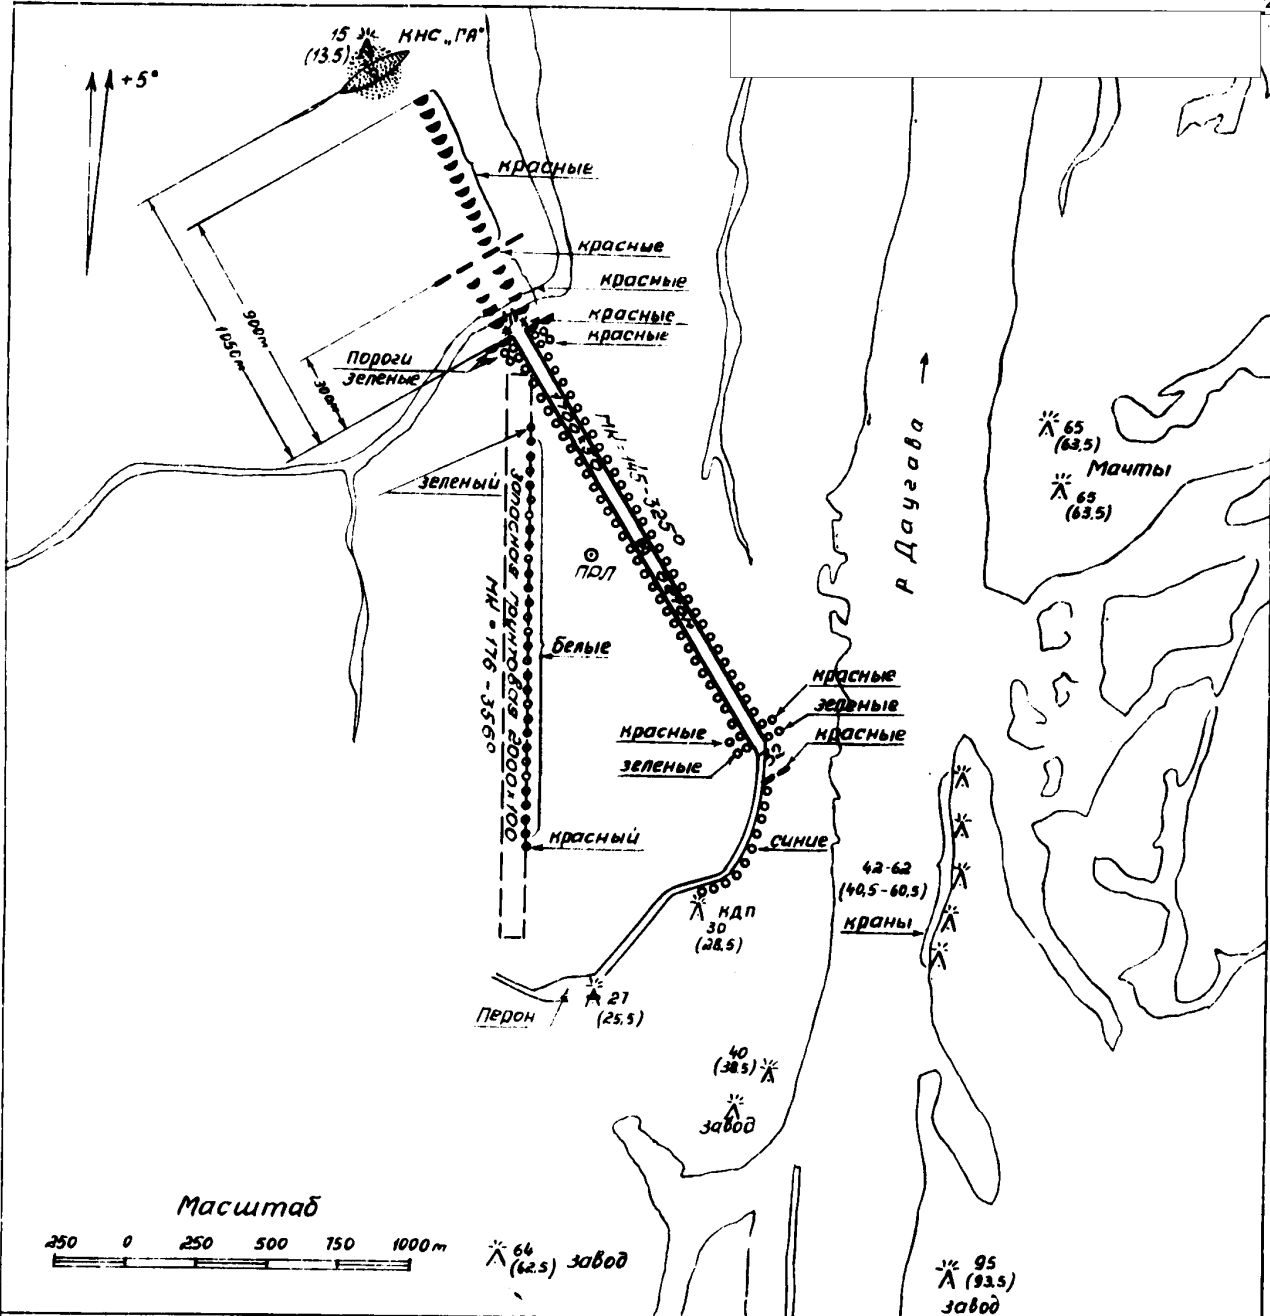 15
(13.5)
КНС „ГА“
+5°
красные
красные
красные
красные
красные
900м
1050м
300м
пороги
зеленые
зеленый
МК = 145-325°
запасная грунтовая 2000×100
МК = 176-356°
ПРЛ
белые
красный
р Даугава
65
(63,5)
Мачты
65
(63,5)
красные
зеленые
красные
красные
зеленые
синие
42-62
(40,5-60,5)
краны
КДП
30
(28.5)
Перон
27
(25,5)
40
(38.5)
завод
Масштаб
250 0 250 500 750 1000м
64
(62.5) завод
95
(93.5)
завод